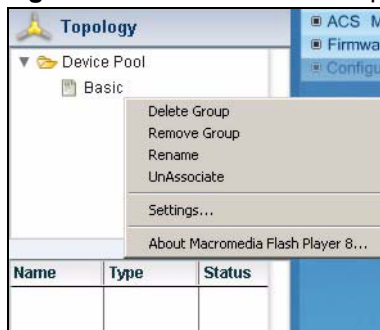 Topology
ACS M
Firmwa
Configu
Device Pool
Basic
Delete Group
Remove Group
Rename
UnAssociate
Settings...
About Macromedia Flash Player 8...
Name Type Status